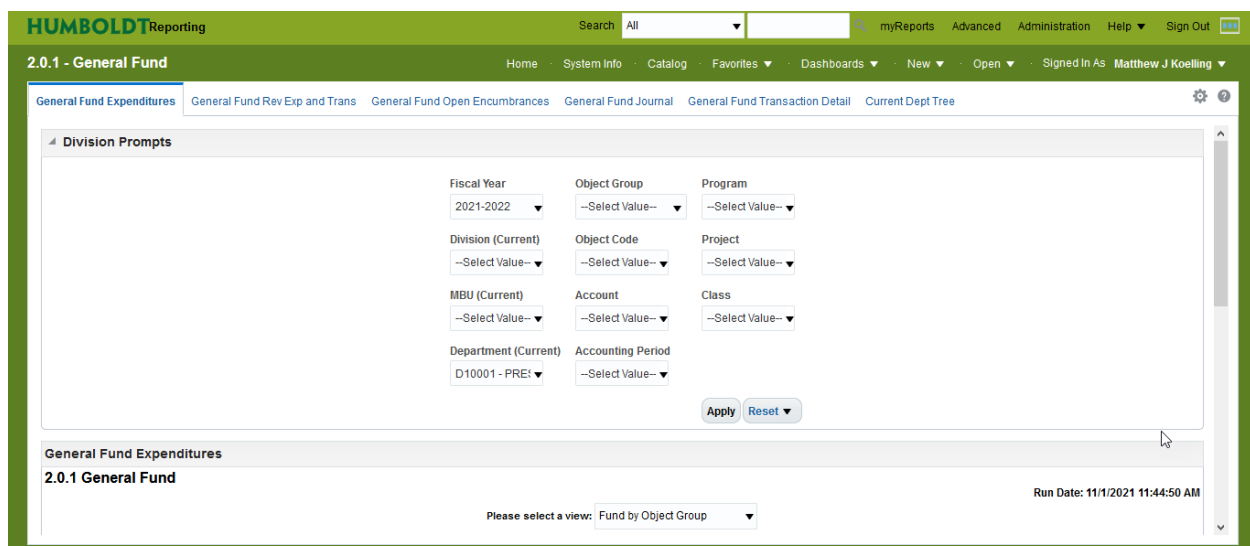 HUMBOLDT Reporting Search All myReports Advanced Administration Help Sign Out
2.0.1 - General Fund Home System Info Catalog Favorites Dashboards New Open Signed In As Matthew J Koelling
General Fund Expenditures General Fund Rev Exp and Trans General Fund Open Encumbrances General Fund Journal General Fund Transaction Detail Current Dept Tree
Division Prompts
Fiscal Year Object Group Program
2021-2022 --Select Value-- --Select Value--
Division (Current) Object Code Project
--Select Value-- --Select Value-- --Select Value--
MBU (Current) Account Class
--Select Value-- --Select Value-- --Select Value--
Department (Current) Accounting Period
D10001 - PRES --Select Value--
Apply Reset
General Fund Expenditures
2.0.1 General Fund
Run Date: 11/1/2021 11:44:50 AM
Please select a view: Fund by Object Group